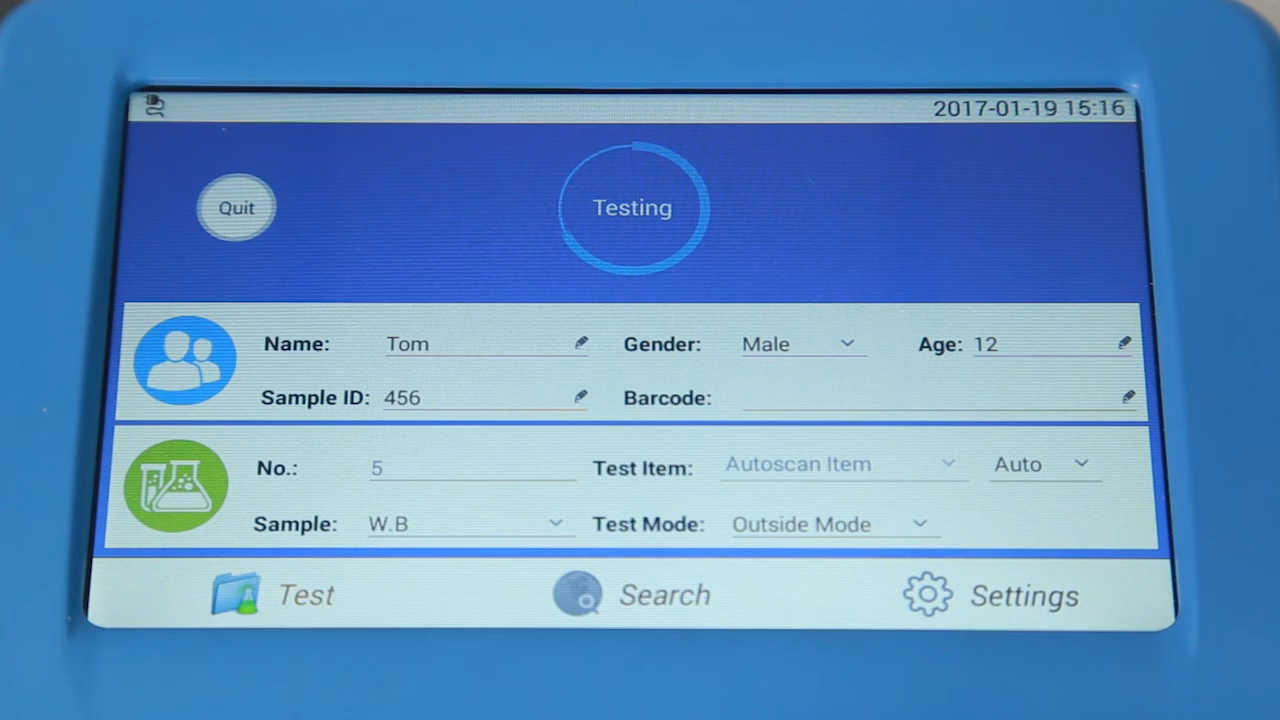 2017-01-19 15:16
Quit
Testing
Name: Tom Gender: Male Age: 12
Sample ID: 456 Barcode:
No.: 5 Test Item: Autoscan Item Auto
Sample: W.B Test Mode: Outside Mode
Test Search Settings